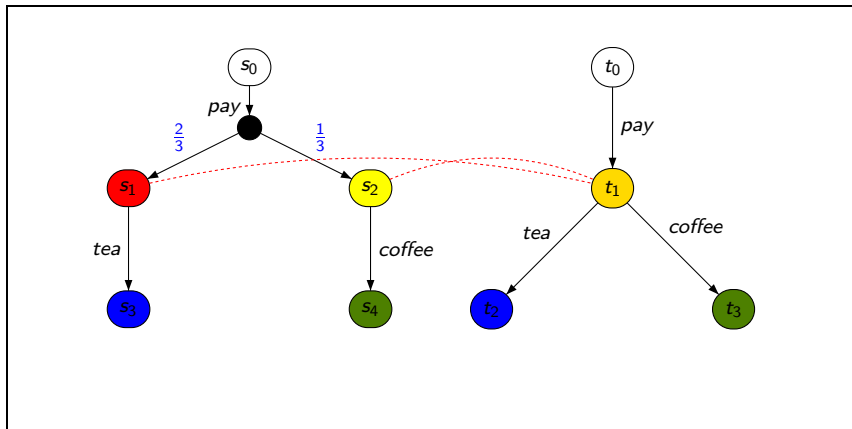 s₀ t₀
pay
2/3 1/3 pay
s₁ s₂ t₁
tea coffee tea coffee
s₃ s₄ t₂ t₃